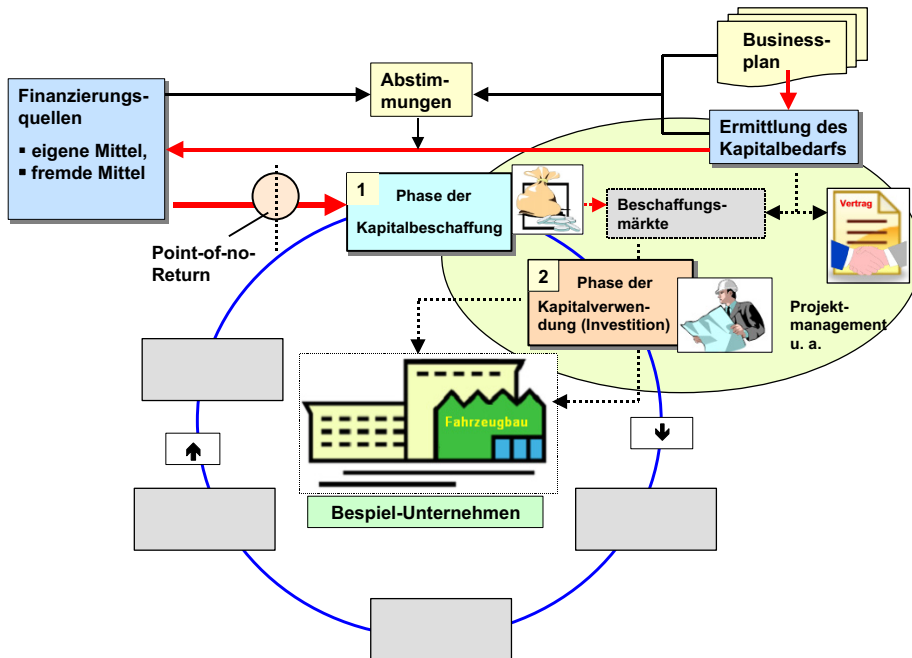 Business-
plan
Finanzierungs-
quellen
▪ eigene Mittel,
▪ fremde Mittel
Abstim-
mungen
Ermittlung des
Kapitalbedarfs
1
Phase der
Kapitalbeschaffung
Beschaffungs-
märkte
Vertrag
Point-of-no-
Return
2
Phase der
Kapitalverwen-
dung (Investition)
Projekt-
management
u. a.
Fahrzeugbau
Bespiel-Unternehmen